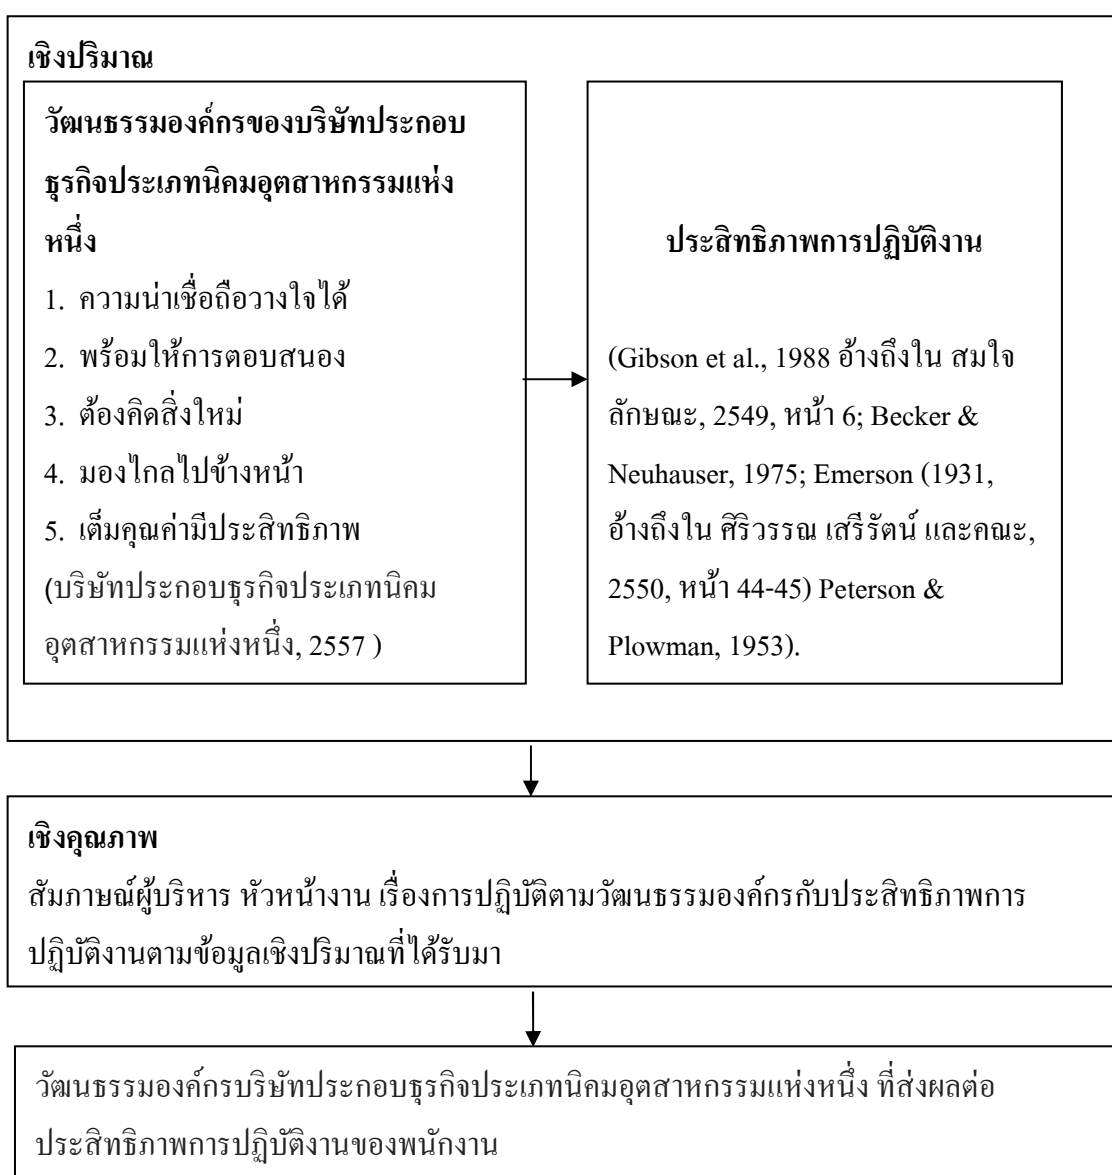 เชิงปริมาณ
วัฒนธรรมองค์กรของบริษัทประกอบ
ธุรกิจประเภทนิคมอุตสาหกรรมแห่ง
หนึ่ง
1. ความน่าเชื่อถือวางใจได้
2. พร้อมให้การตอบสนอง
3. ต้องคิดสิ่งใหม่
4. มองไกลไปข้างหน้า
5. เต็มคุณค่ามีประสิทธิภาพ
(บริษัทประกอบธุรกิจประเภทนิคม
อุตสาหกรรมแห่งหนึ่ง, 2557 )
ประสิทธิภาพการปฏิบัติงาน
(Gibson et al., 1988 อ้างถึงใน สมใจ
ลักษณะ, 2549, หน้า 6; Becker &
Neuhauser, 1975; Emerson (1931,
อ้างถึงใน ศิริวรรณ เสรีรัตน์ และคณะ,
2550, หน้า 44-45) Peterson &
Plowman, 1953).
เชิงคุณภาพ
สัมภาษณ์ผู้บริหาร หัวหน้างาน เรื่องการปฏิบัติตามวัฒนธรรมองค์กรกับประสิทธิภาพการ
ปฏิบัติงานตามข้อมูลเชิงปริมาณที่ได้รับมา
วัฒนธรรมองค์กรบริษัทประกอบธุรกิจประเภทนิคมอุตสาหกรรมแห่งหนึ่ง ที่ส่งผลต่อ
ประสิทธิภาพการปฏิบัติงานของพนักงาน